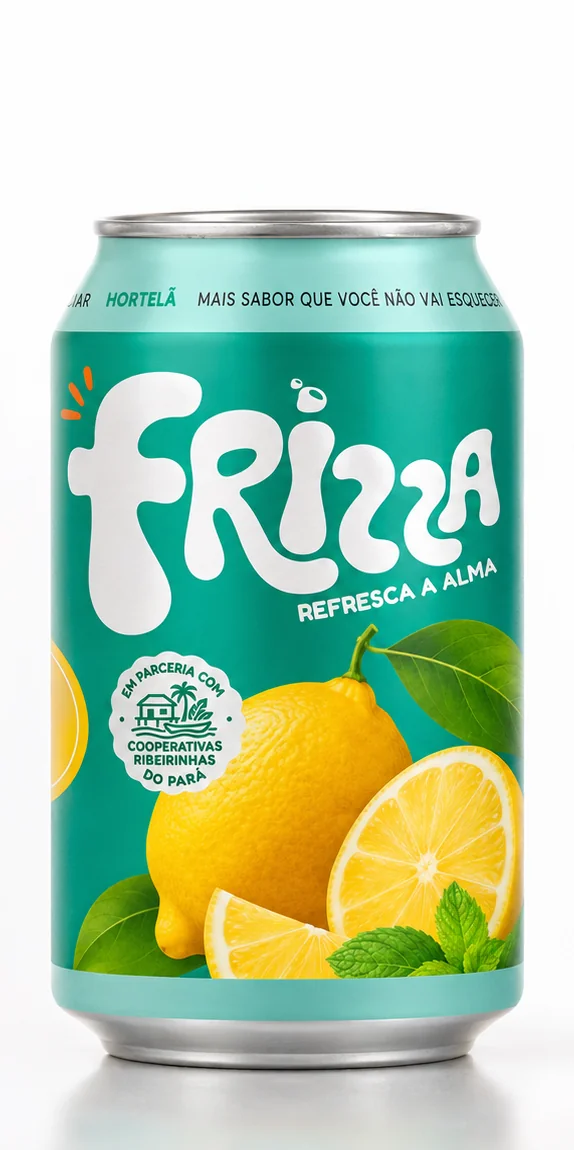 HORTELÃ MAIS SABOR QUE VOCÊ NÃO VAI ESQUECER
FRIZZA
REFRESCA A ALMA
EM PARCERIA COM
COOPERATIVAS
RIBEIRINHAS
DO PARÁ